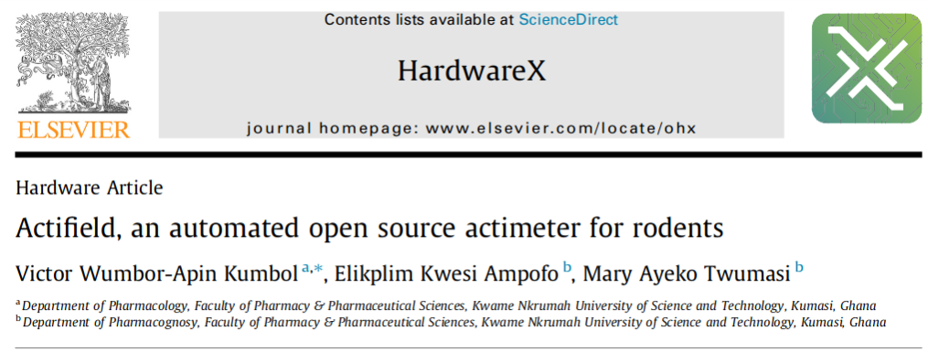 Contents lists available at ScienceDirect
HardwareX
ELSEVIER
journal homepage: www.elsevier.com/locate/ohx
Hardware Article
Actifield, an automated open source actimeter for rodents
Victor Wumbor-Apin Kumbol a,*, Elikplim Kwesi Ampofo b, Mary Ayeko Twumasi b
a Department of Pharmacology, Faculty of Pharmacy & Pharmaceutical Sciences, Kwame Nkrumah University of Science and Technology, Kumasi, Ghana
b Department of Pharmacognosy, Faculty of Pharmacy & Pharmaceutical Sciences, Kwame Nkrumah University of Science and Technology, Kumasi, Ghana